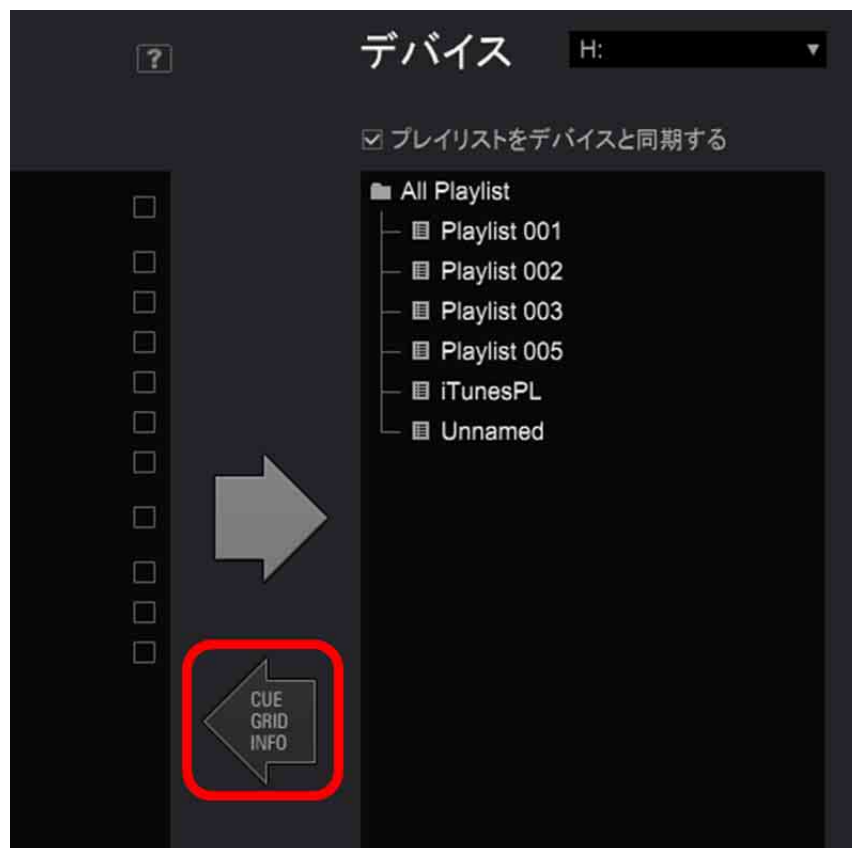 ?
デバイス
H:
プレイリストをデバイスと同期する
All Playlist
Playlist 001
Playlist 002
Playlist 003
Playlist 005
iTunesPL
Unnamed
CUE
GRID
INFO